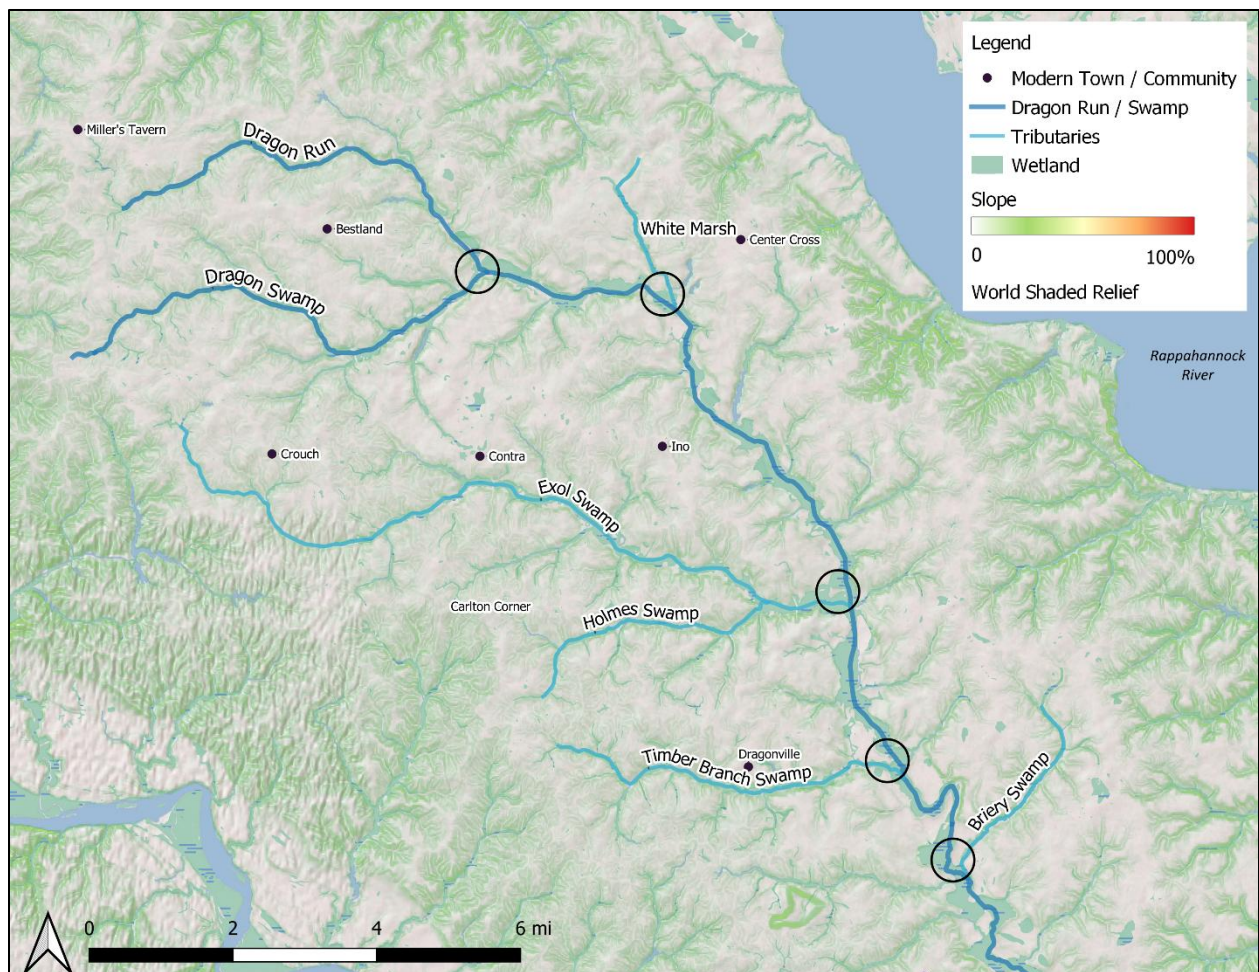 Legend
Modern Town / Community
Dragon Run / Swamp
Tributaries
Wetland
Slope
0 100%
World Shaded Relief
Miller's Tavern
Dragon Run
Bestland
White Marsh
Center Cross
Dragon Swamp
Rappahannock
River
Crouch
Contra
Ino
Exol Swamp
Carlton Corner
Holmes Swamp
Timber Branch Swamp
Dragonville
Briery Swamp
0 2 4 6 mi